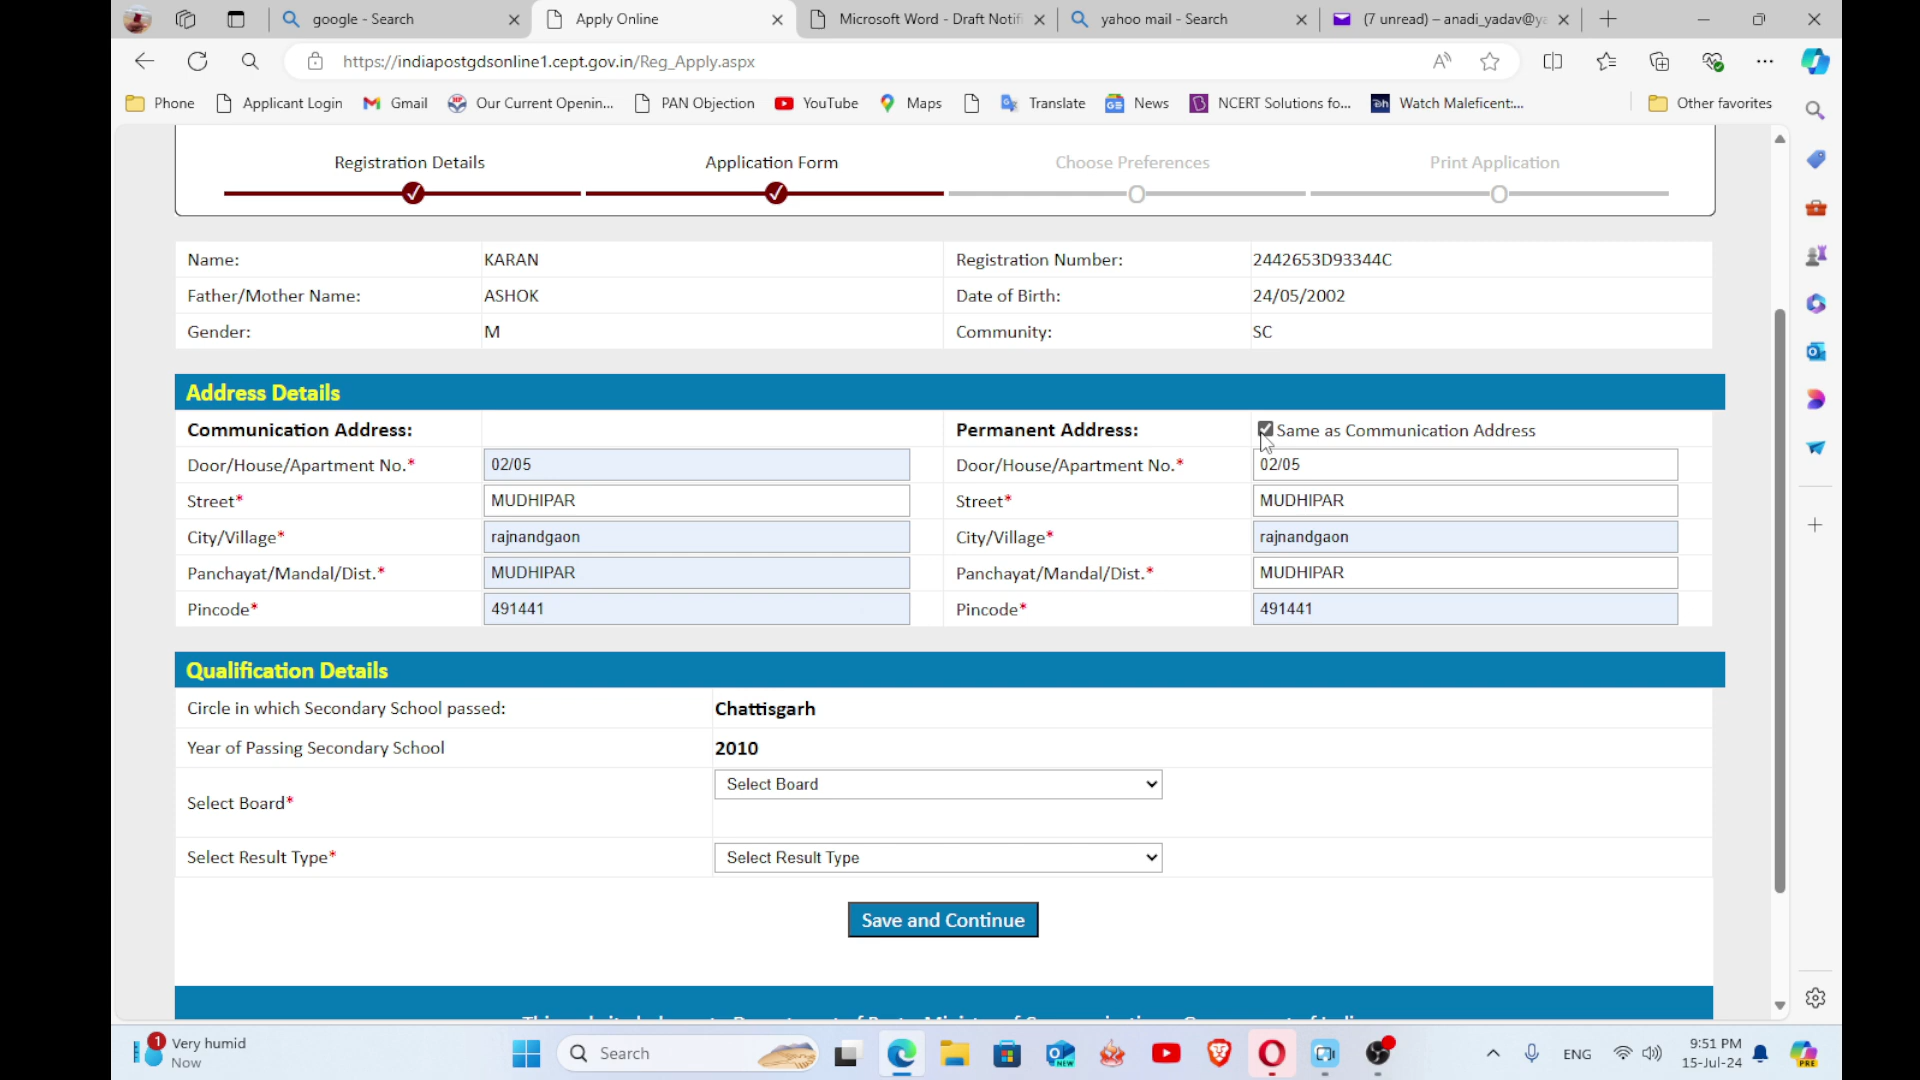 google - Search
Apply Online
Microsoft Word - Draft Notifi
yahoo mail - Search
(7 unread) – anadi_yadav@y
https://indiapostgdsonline1.cept.gov.in/Reg_Apply.aspx
Phone
Applicant Login
Gmail
Our Current Openin...
PAN Objection
YouTube
Maps
Translate
News
NCERT Solutions fo...
Watch Maleficent:...
Other favorites
Registration Details
Application Form
Choose Preferences
Print Application
Name: KARAN Registration Number: 2442653D93344C
Father/Mother Name: ASHOK Date of Birth: 24/05/2002
Gender: M Community: SC
Address Details
Communication Address: Permanent Address: Same as Communication Address
Door/House/Apartment No.* 02/05 Door/House/Apartment No.* 02/05
Street* MUDHIPAR Street* MUDHIPAR
City/Village* rajnandgaon City/Village* rajnandgaon
Panchayat/Mandal/Dist.* MUDHIPAR Panchayat/Mandal/Dist.* MUDHIPAR
Pincode* 491441 Pincode* 491441
Qualification Details
Circle in which Secondary School passed: Chattisgarh
Year of Passing Secondary School 2010
Select Board* Select Board
Select Result Type* Select Result Type
Save and Continue
1
Very humid
Now
Search
NEW
ENG
9:51 PM
15-Jul-24
PRE